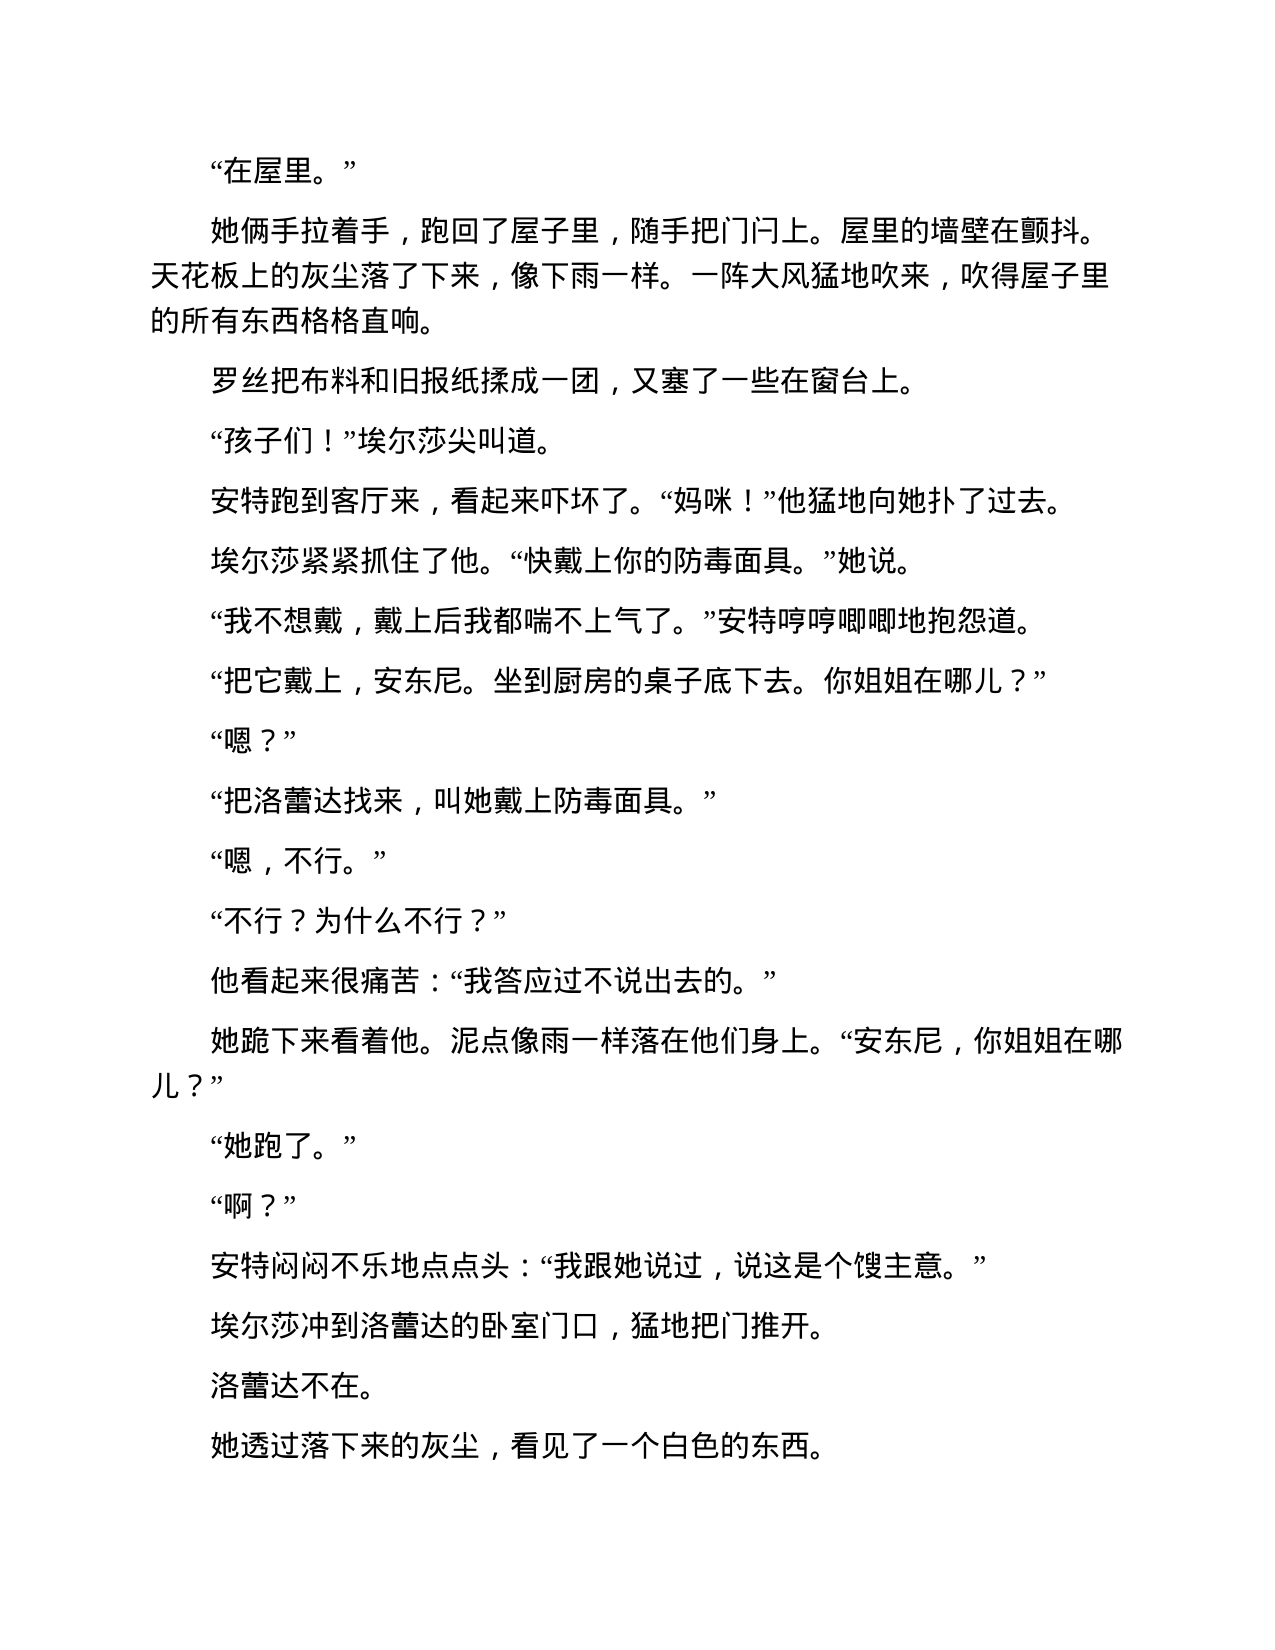 “在屋里。”
她俩手拉着手，跑回了屋子里，随手把门闩上。屋里的墙壁在颤抖。
天花板上的灰尘落了下来，像下雨一样。一阵大风猛地吹来，吹得屋子里
的所有东西格格直响。
罗丝把布料和旧报纸揉成一团，又塞了一些在窗台上。
“孩子们！”埃尔莎尖叫道。
安特跑到客厅来，看起来吓坏了。“妈咪！”他猛地向她扑了过去。
埃尔莎紧紧抓住了他。“快戴上你的防毒面具。”她说。
“我不想戴，戴上后我都喘不上气了。”安特哼哼唧唧地抱怨道。
“把它戴上，安东尼。坐到厨房的桌子底下去。你姐姐在哪儿？”
“嗯？”
“把洛蕾达找来，叫她戴上防毒面具。”
“嗯，不行。”
“不行？为什么不行？”
他看起来很痛苦：“我答应过不说出去的。”
她跪下来看着他。泥点像雨一样落在他们身上。“安东尼，你姐姐在哪
儿？”
“她跑了。”
“啊？”
安特闷闷不乐地点点头：“我跟她说过，说这是个馊主意。”
埃尔莎冲到洛蕾达的卧室门口，猛地把门推开。
洛蕾达不在。
她透过落下来的灰尘，看见了一个白色的东西。